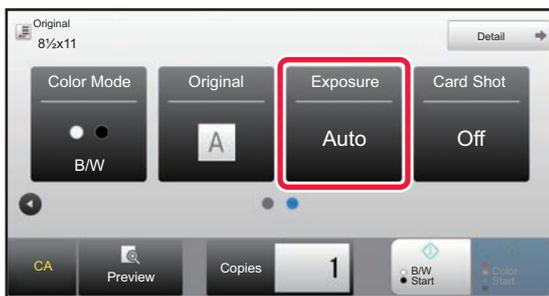 Original
8½x11
Detail
Color Mode
Original
Exposure
Card Shot
A
Auto
Off
B/W
CA
Preview
Copies
1
B/W
Start
Color
Start